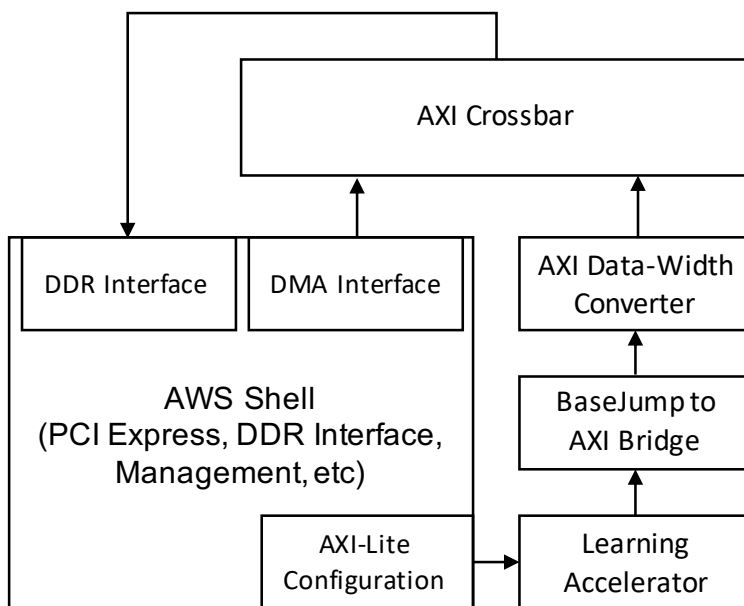 AXI Crossbar
DDR Interface
DMA Interface
AXI Data-Width
Converter
AWS Shell
(PCI Express, DDR Interface,
Management, etc)
BaseJump to
AXI Bridge
AXI-Lite
Configuration
Learning
Accelerator